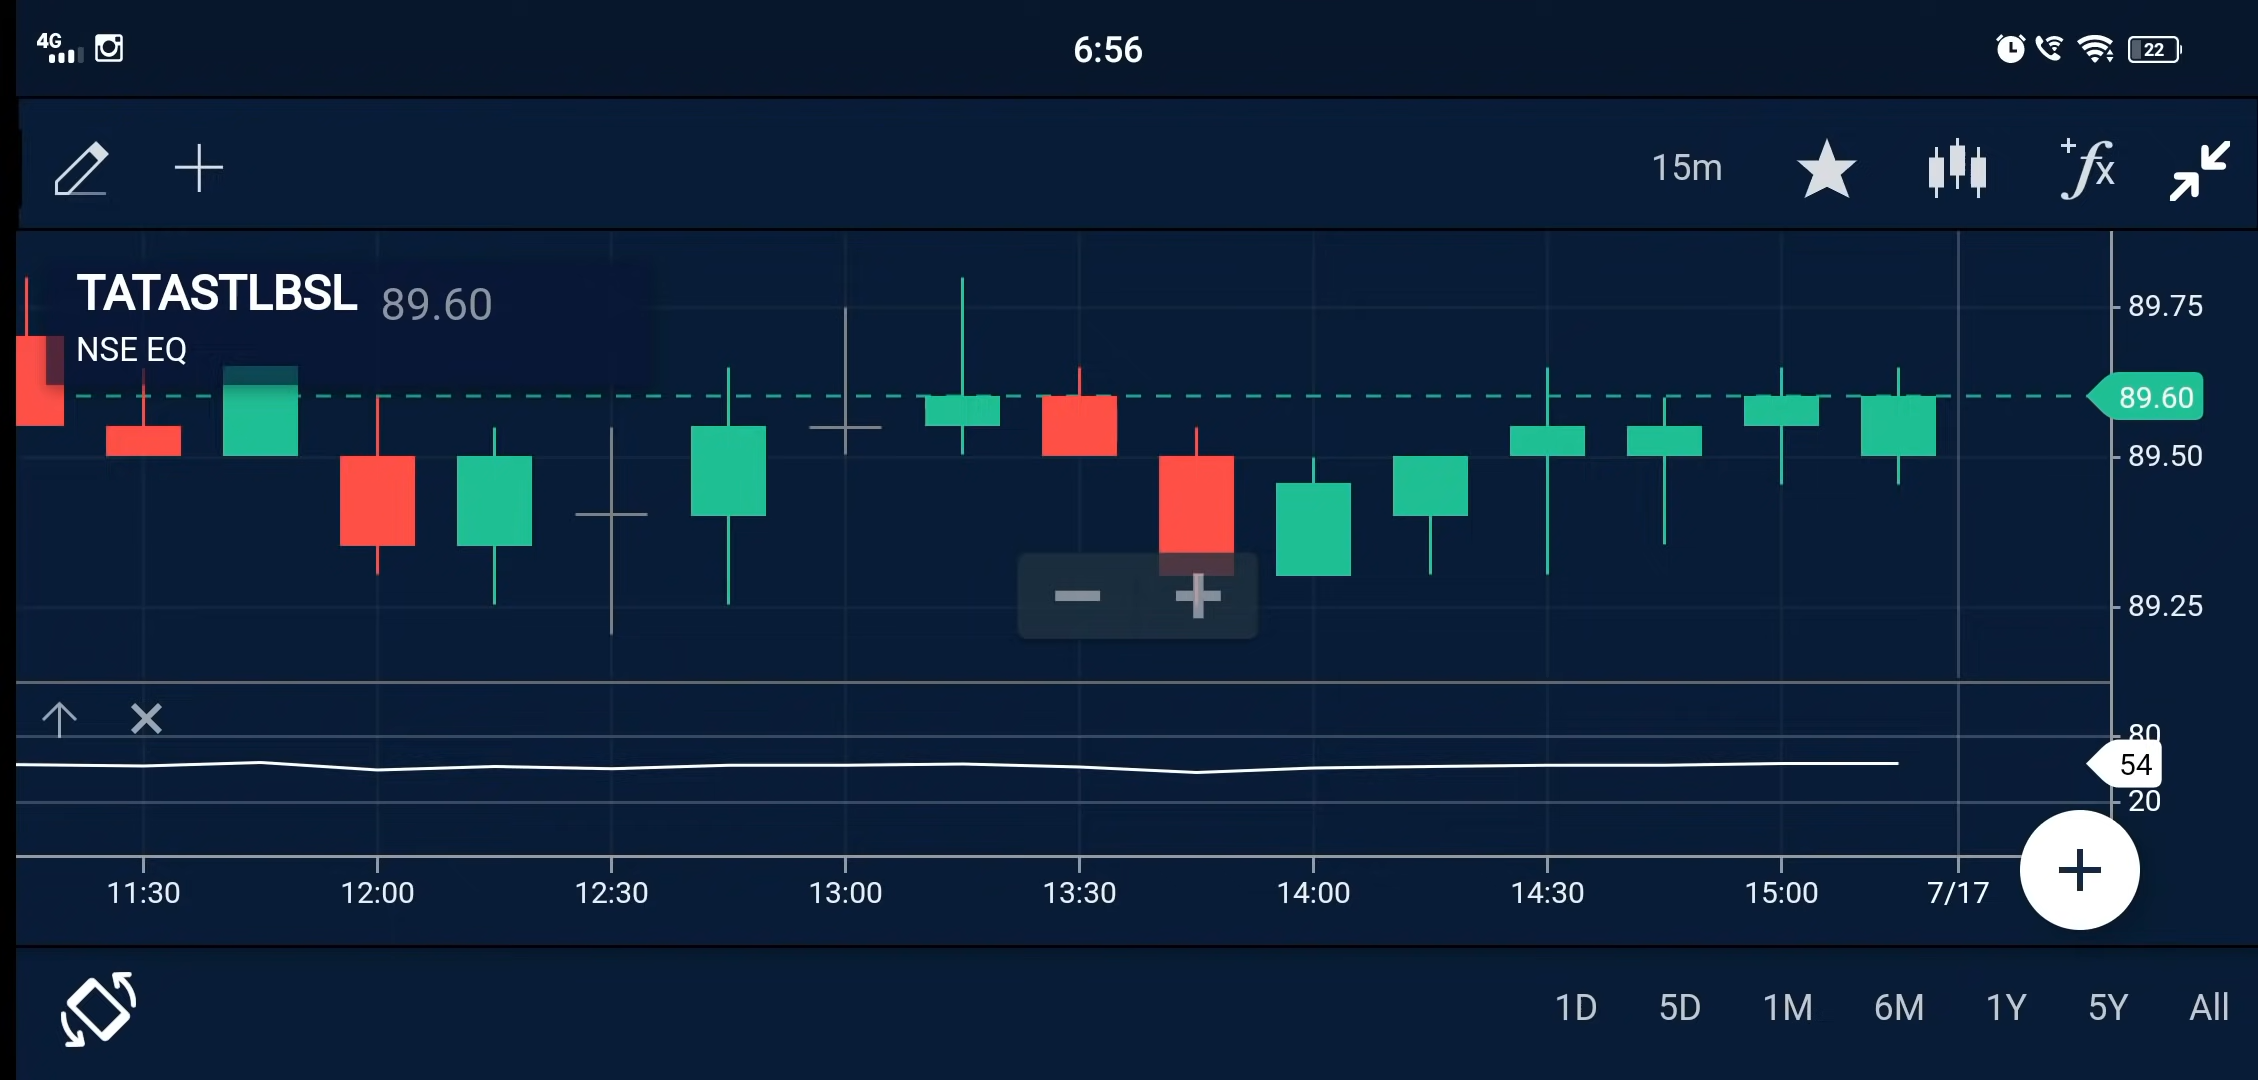 4G 6:56 22
15m fx
TATASTLBSL 89.60
NSE EQ
89.75
89.60
89.50
89.25
80
54
20
11:30 12:00 12:30 13:00 13:30 14:00 14:30 15:00 7/17
1D 5D 1M 6M 1Y 5Y All